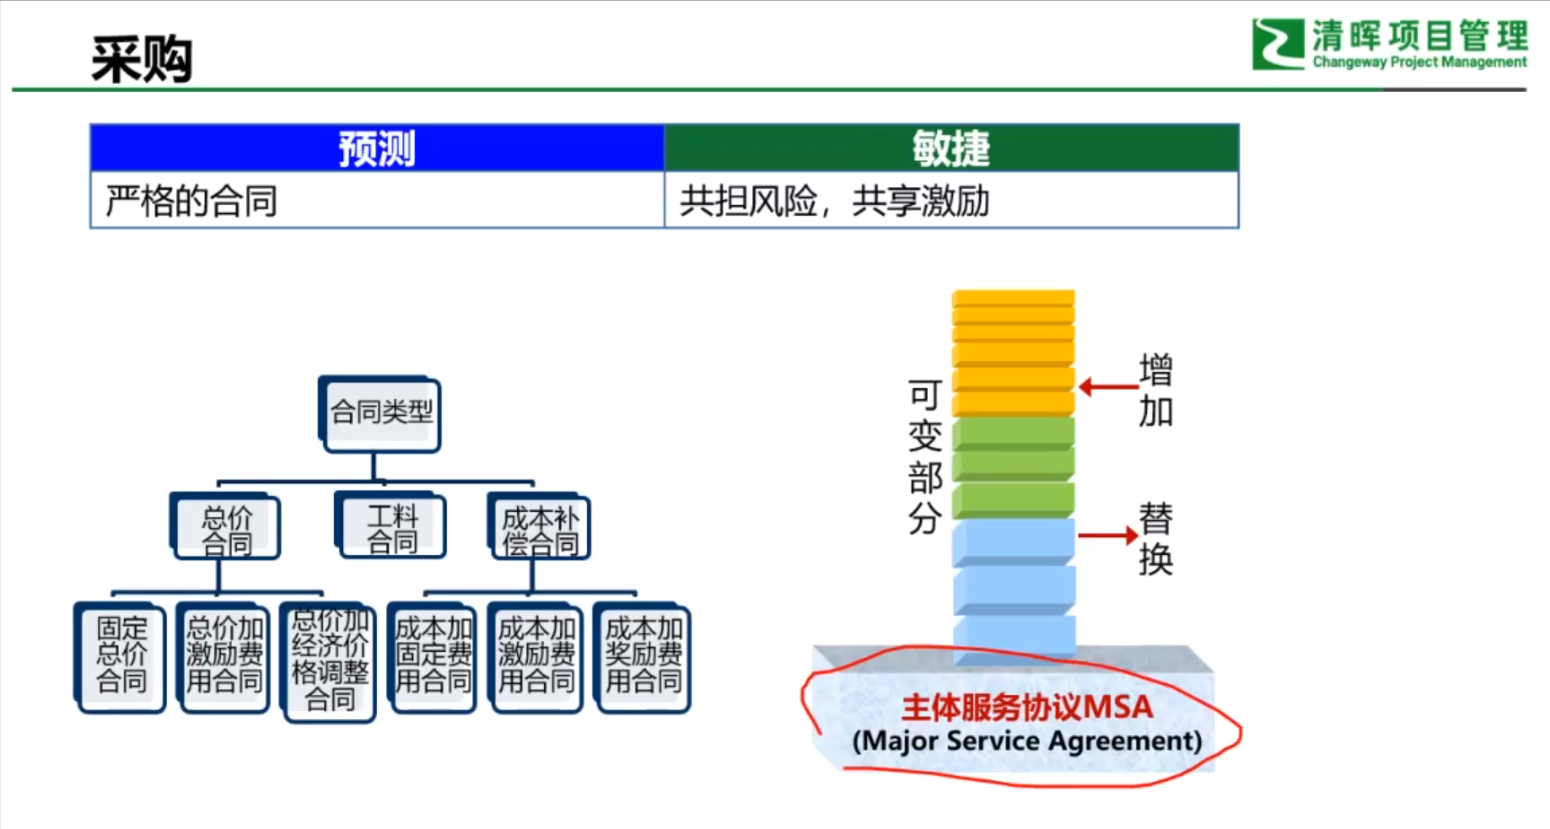 采购
清晖项目管理
Changeway Project Management
预测
敏捷
严格的合同
共担风险，共享激励
合同类型
总价
合同
工料
合同
成本补
偿合同
固定
总价
合同
总价加
激励费
用合同
总价加
经济价
格调整
合同
成本加
固定费
用合同
成本加
激励费
用合同
成本加
奖励费
用合同
可变部分
增加
替换
主体服务协议MSA
(Major Service Agreement)